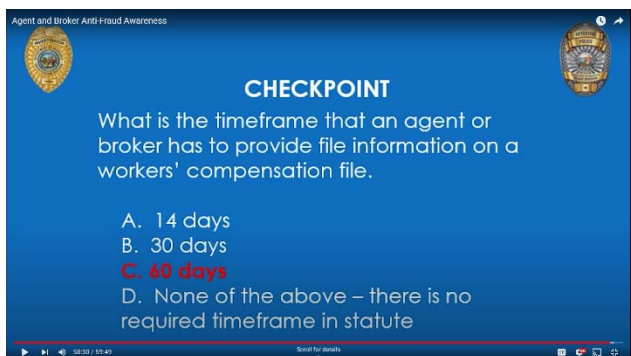 Agent and Broker Anti-Fraud Awareness
CHECKPOINT
What is the timeframe that an agent or
broker has to provide file information on a
workers’ compensation file.
A. 14 days
B. 30 days
C. 60 days
D. None of the above – there is no
required timeframe in statute
58:30 / 59:49
Scroll for details